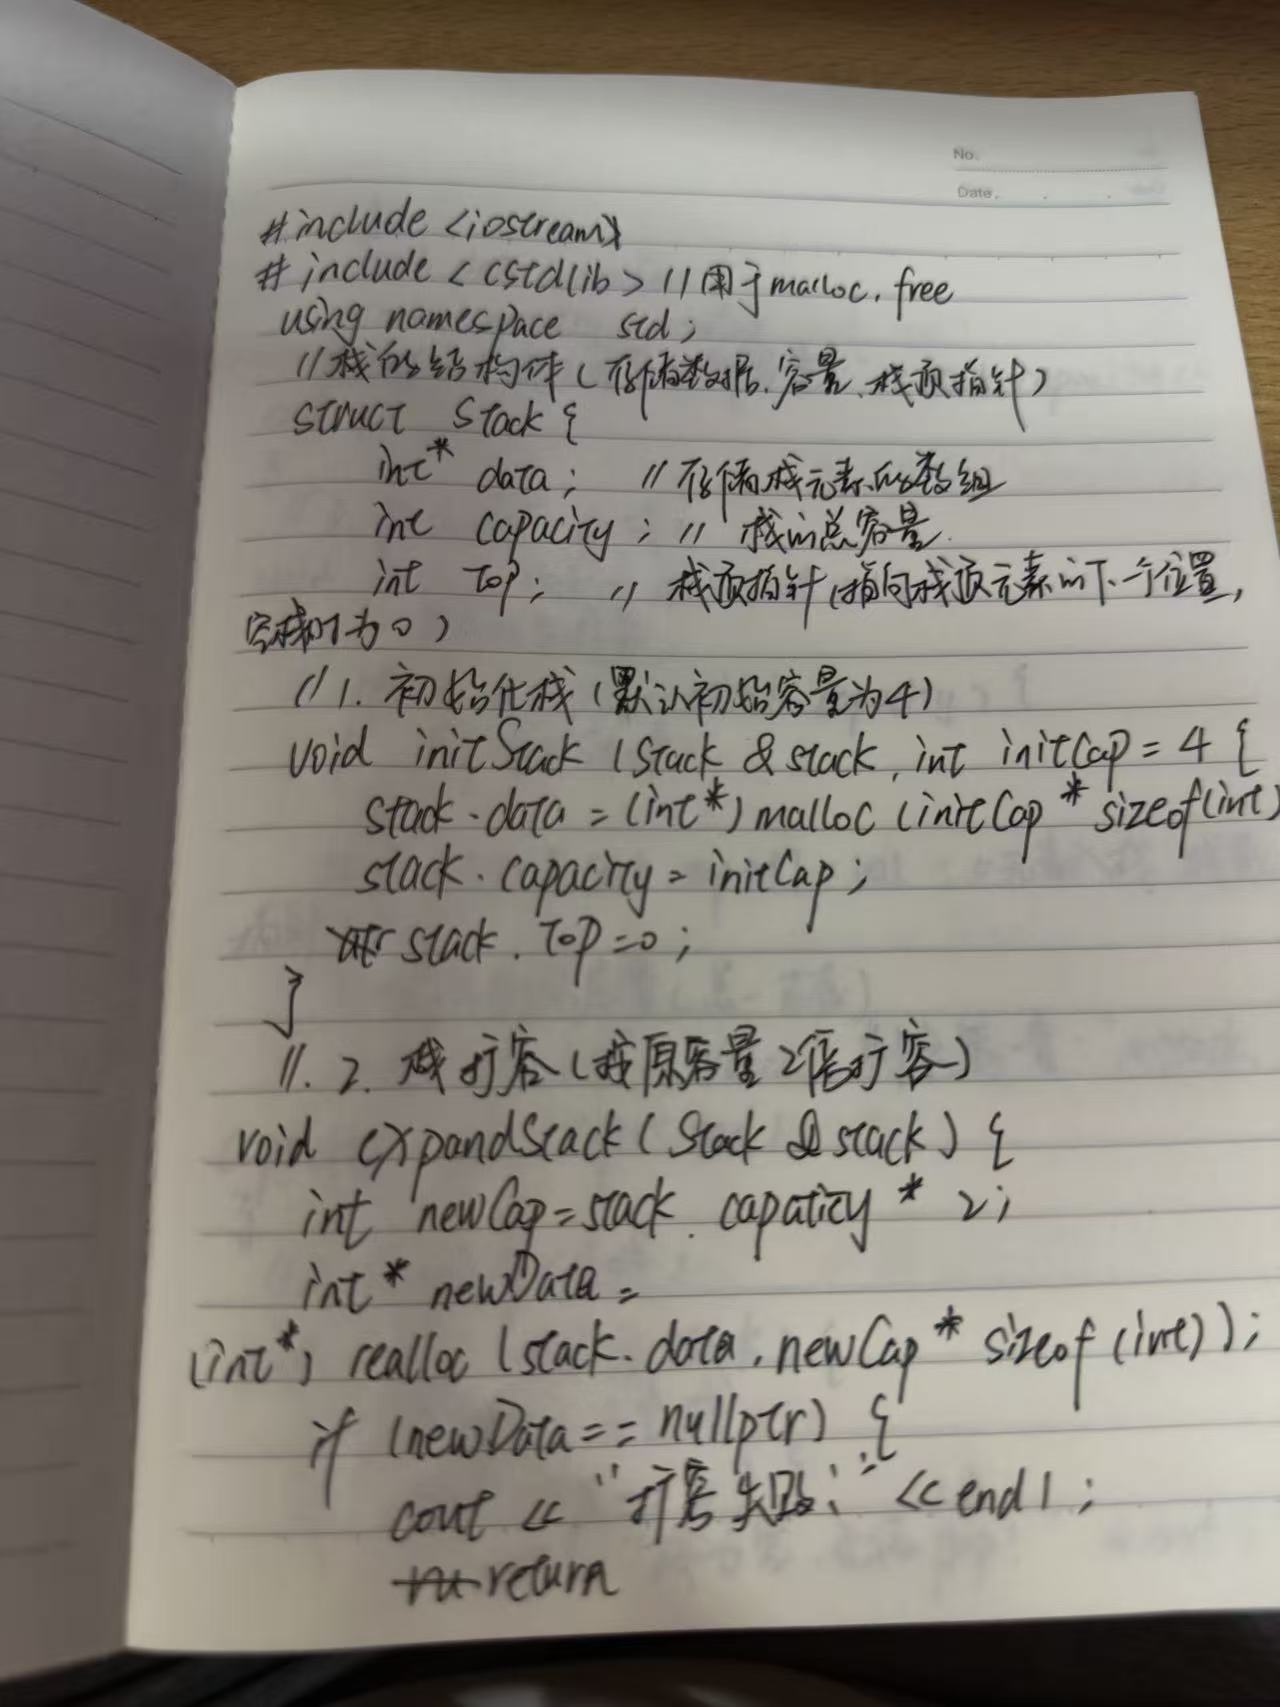 No.
Date.
#include <iostream>
#include <cstdlib> //用于malloc、free
using namespace std;
//栈的结构体(存储数据、容量、栈顶指针)
struct Stack {
int* data; //存储栈元素的数组
int capacity; // 栈的总容量
int top; // 栈顶指针(指向栈顶元素的下一个位置,
空栈时为0)
//1. 初始化栈(默认初始容量为4)
void initStack (Stack & stack, int initCap = 4 {
stack.data = (int*) malloc (initCap * sizeof(int)
stack.capacity = initCap;
stack.top = 0;
}
//.2. 栈扩容(按原容量2倍扩容)
void expandStack (Stack & stack) {
int newCap = stack.capaticy * 2;
int * newData =
(int*) realloc (stack.data, newCap * sizeof (int));
if (newData == nullptr) {
cout << "扩容失败!" << endl;
return